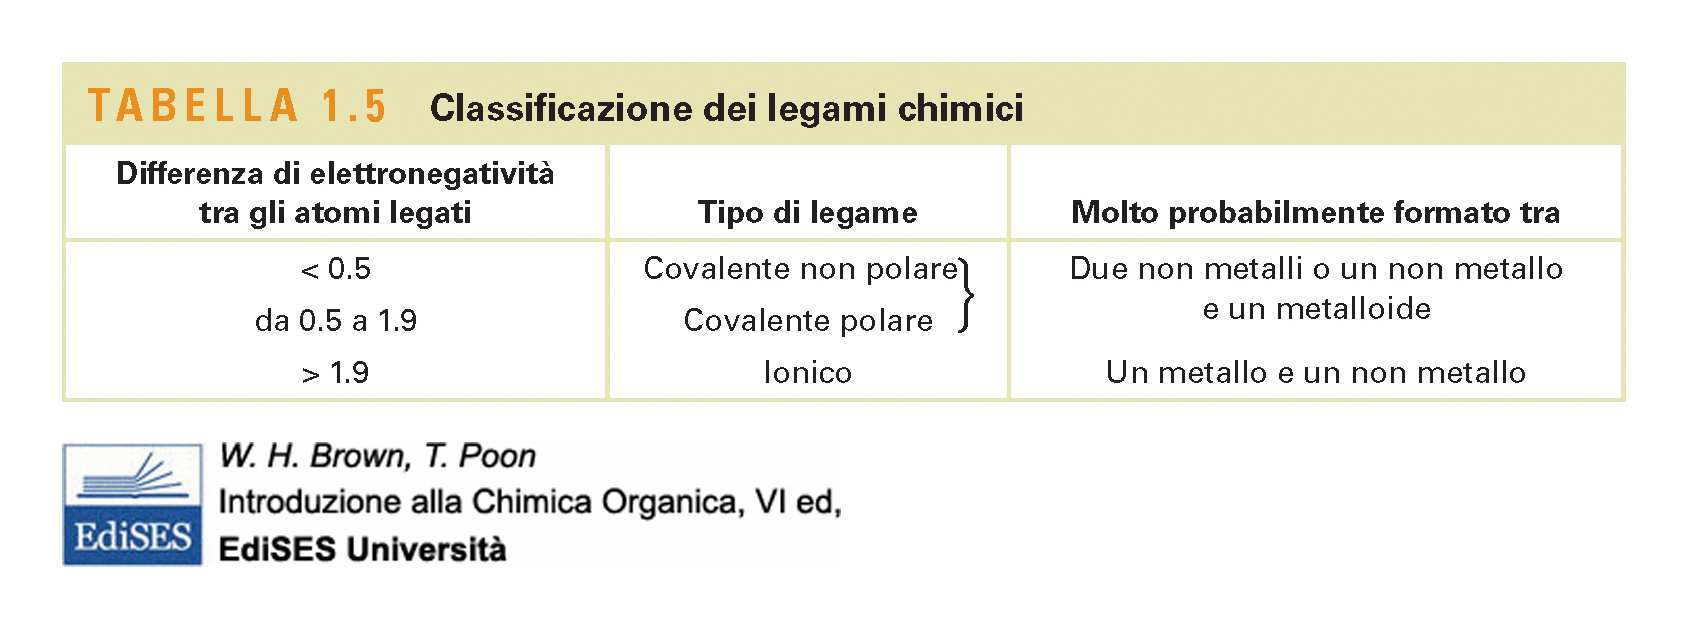 TABELLA 1.5 Classificazione dei legami chimici
Differenza di elettronegatività
tra gli atomi legati
Tipo di legame
Molto probabilmente formato tra
< 0.5
Covalente non polare
Due non metalli o un non metallo
e un metalloide
da 0.5 a 1.9
Covalente polare
> 1.9
Ionico
Un metallo e un non metallo
EdiSES
W. H. Brown, T. Poon
Introduzione alla Chimica Organica, VI ed,
EdiSES Università